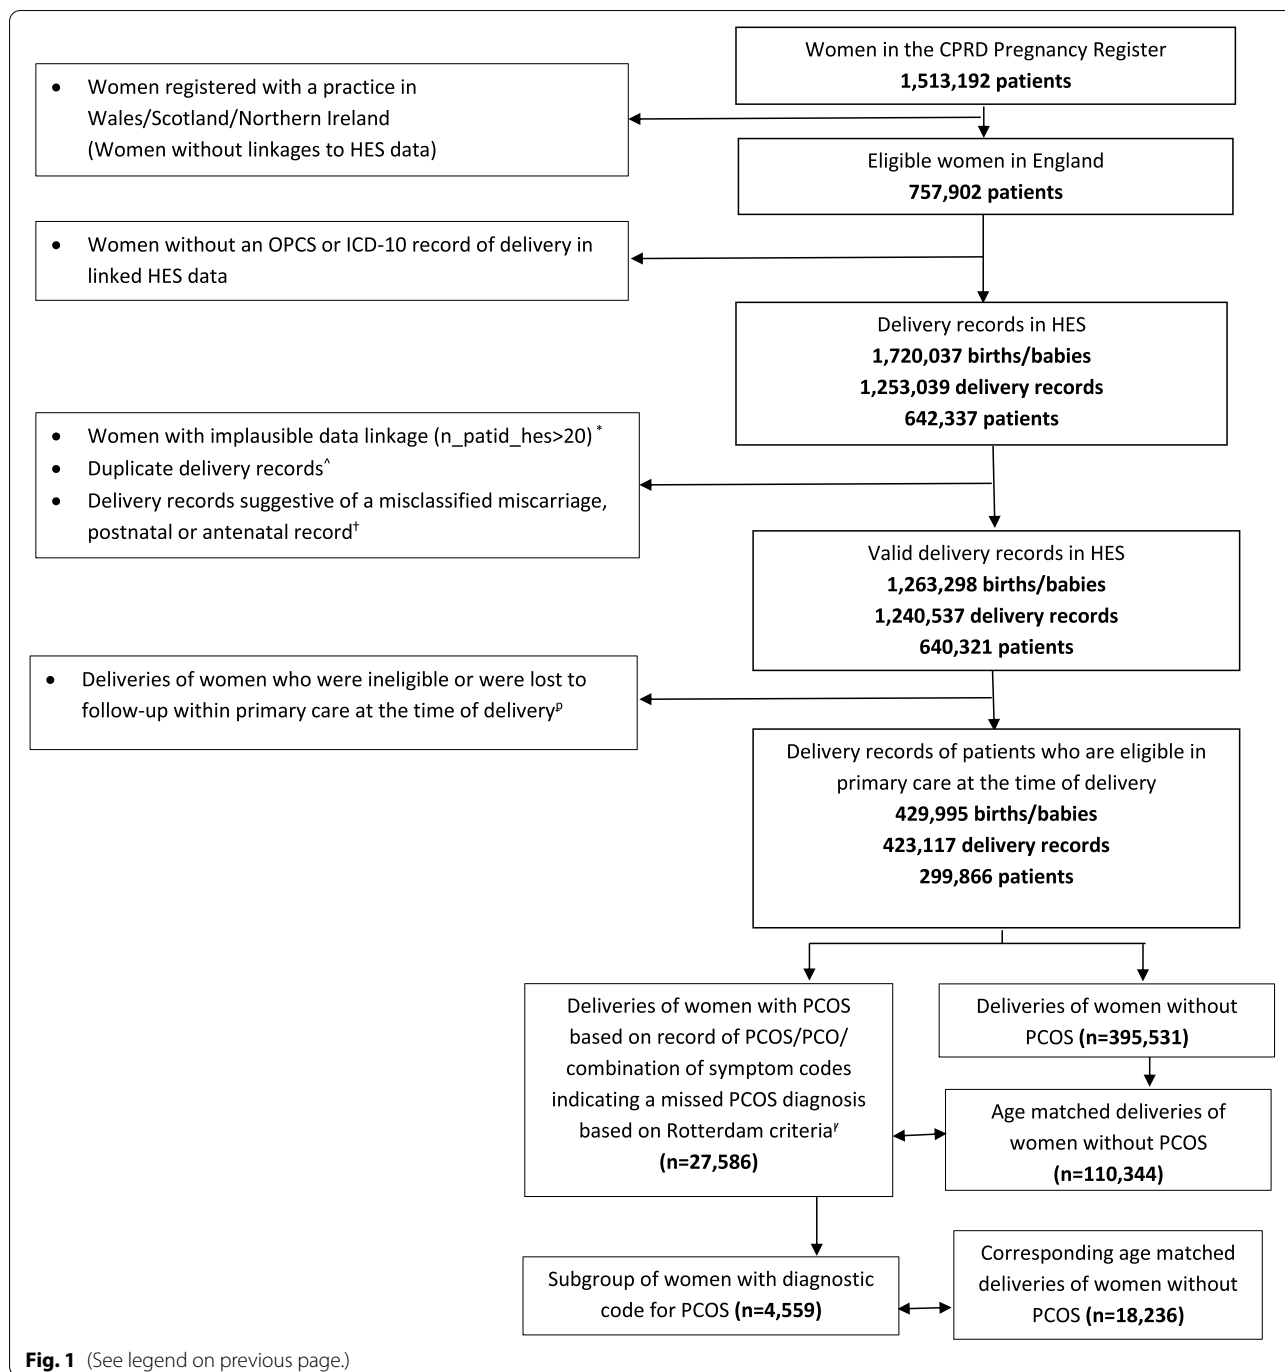 Women in the CPRD Pregnancy Register
1,513,192 patients
• Women registered with a practice in
Wales/Scotland/Northern Ireland
(Women without linkages to HES data)
Eligible women in England
757,902 patients
• Women without an OPCS or ICD-10 record of delivery in
linked HES data
Delivery records in HES
1,720,037 births/babies
1,253,039 delivery records
642,337 patients
• Women with implausible data linkage (n_patid_hes>20) *
• Duplicate delivery records^
• Delivery records suggestive of a misclassified miscarriage,
postnatal or antenatal record†
Valid delivery records in HES
1,263,298 births/babies
1,240,537 delivery records
640,321 patients
• Deliveries of women who were ineligible or were lost to
follow-up within primary care at the time of delivery
Delivery records of patients who are eligible in
primary care at the time of delivery
429,995 births/babies
423,117 delivery records
299,866 patients
Deliveries of women with PCOS
based on record of PCOS/PCO/
combination of symptom codes
indicating a missed PCOS diagnosis
based on Rotterdam criteria
(n=27,586)
Deliveries of women without
PCOS (n=395,531)
Age matched deliveries of
women without PCOS
(n=110,344)
Subgroup of women with diagnostic
code for PCOS (n=4,559)
Corresponding age matched
deliveries of women without
PCOS (n=18,236)
Fig. 1 (See legend on previous page.)